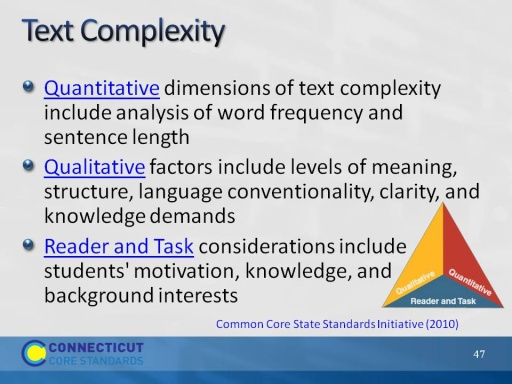 Text Complexity
Quantitative dimensions of text complexity
include analysis of word frequency and
sentence length
Qualitative factors include levels of meaning,
structure, language conventionality, clarity, and
knowledge demands
Reader and Task considerations include
students' motivation, knowledge, and
background interests
Qualitative
Quantitative
Reader and Task
Common Core State Standards Initiative (2010)
CONNECTICUT
CORE STANDARDS
47